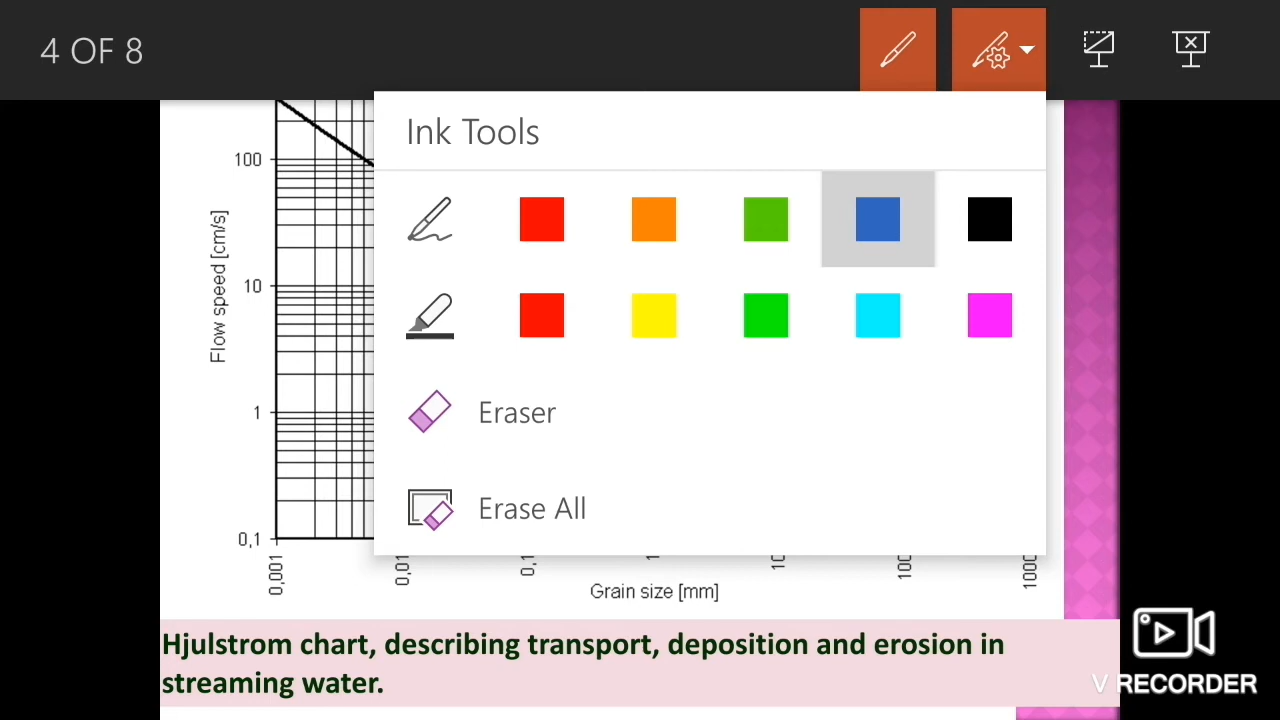 4 OF 8
Ink Tools
Eraser
Erase All
Flow speed [cm/s]
100
10
1
0,1
0,001
0,01
0,1
1
10
100
1000
Grain size [mm]
Hjulstrom chart, describing transport, deposition and erosion in
streaming water.
V RECORDER